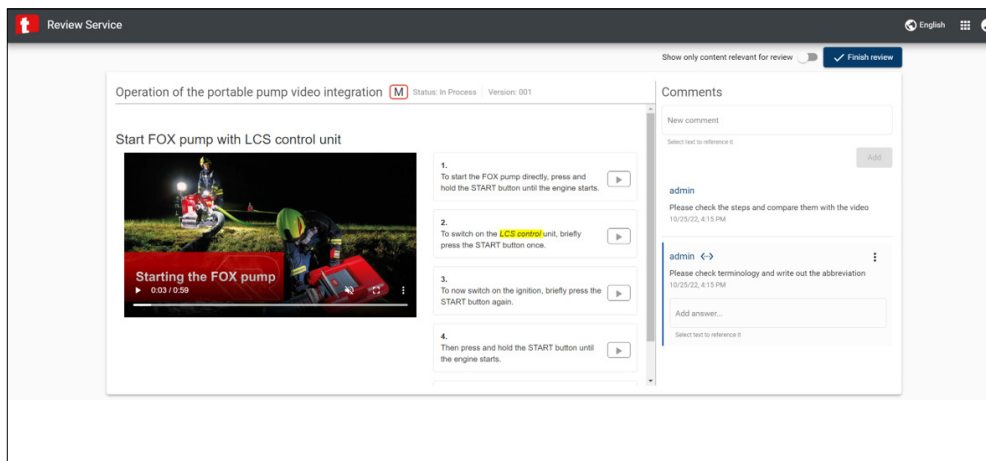 t Review Service
English
Show only content relevant for review
Finish review
Operation of the portable pump video integration M Status: In Process Version: 001
Start FOX pump with LCS control unit
Starting the FOX pump
0:03 / 0:59
1.
To start the FOX pump directly, press and
hold the START button until the engine starts.
2.
To switch on the LCS control unit, briefly
press the START button once.
3.
To now switch on the ignition, briefly press the
START button again.
4.
Then press and hold the START button until
the engine starts.
Comments
New comment
Select text to reference it
Add
admin
Please check the steps and compare them with the video
10/25/22, 4:15 PM
admin <->
Please check terminology and write out the abbreviation
10/25/22, 4:15 PM
Add answer...
Select text to reference it